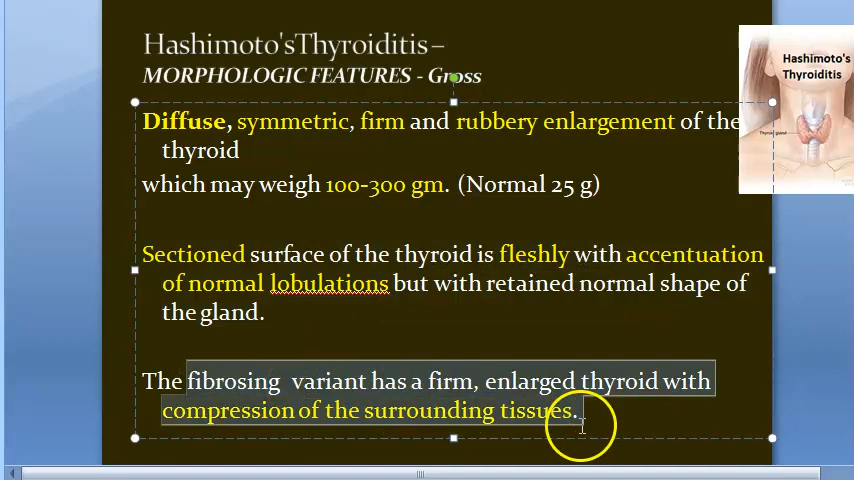 Hashimoto'sThyroiditis –
MORPHOLOGIC FEATURES - Gross
Hashimoto's
Thyroiditis
Diffuse, symmetric, firm and rubbery enlargement of the
thyroid
Thyroid gland
which may weigh 100-300 gm. (Normal 25 g)
Sectioned surface of the thyroid is fleshly with accentuation
of normal lobulations but with retained normal shape of
the gland.
The fibrosing variant has a firm, enlarged thyroid with
compression of the surrounding tissues.